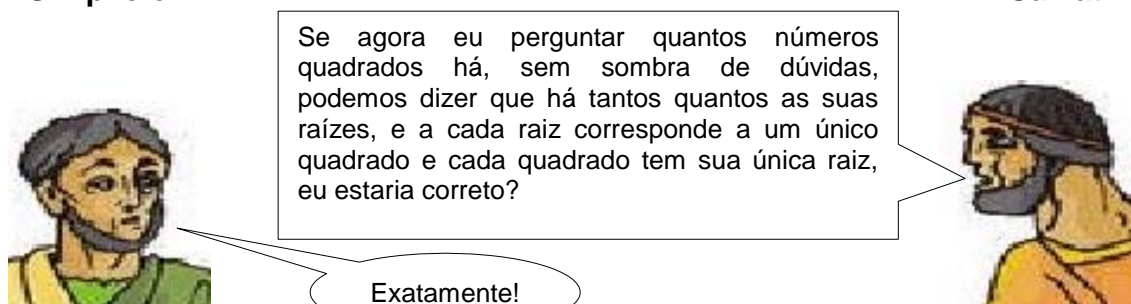 Se agora eu perguntar quantos números
quadrados há, sem sombra de dúvidas,
podemos dizer que há tantos quantos as suas
raízes, e a cada raiz corresponde a um único
quadrado e cada quadrado tem sua única raiz,
eu estaria correto?
Exatamente!